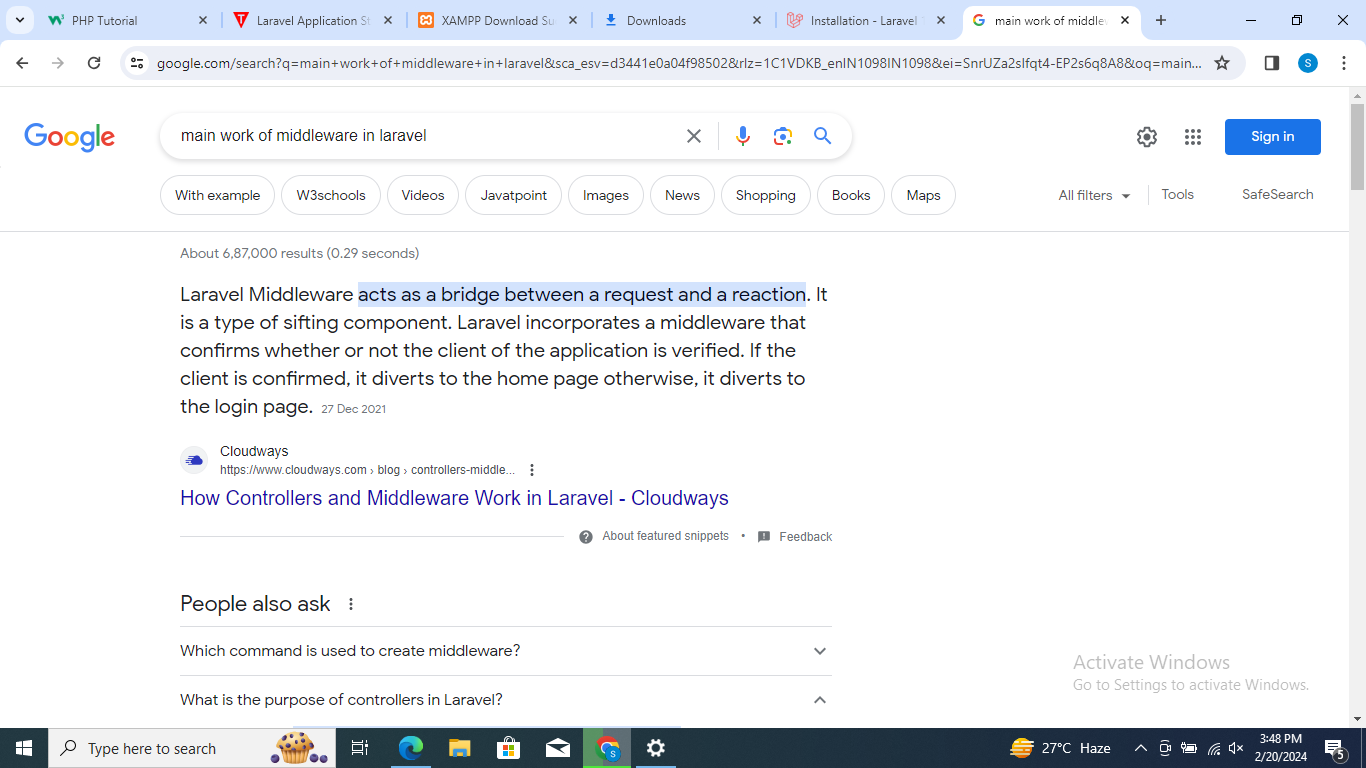 PHP Tutorial
Laravel Application St
XAMPP Download Su
Downloads
Installation - Laravel
main work of middlew
google.com/search?q=main+work+of+middleware+in+laravel&sca_esv=d3441e0a04f98502&rlz=1C1VDKB_enIN1098IN1098&ei=SnrUZa2slfqt4-EP2s6q8A8&oq=main...
S
Google
main work of middleware in laravel
Sign in
With example
W3schools
Videos
Javatpoint
Images
News
Shopping
Books
Maps
All filters
Tools
SafeSearch
About 6,87,000 results (0.29 seconds)
Laravel Middleware acts as a bridge between a request and a reaction. It
is a type of sifting component. Laravel incorporates a middleware that
confirms whether or not the client of the application is verified. If the
client is confirmed, it diverts to the home page otherwise, it diverts to
the login page. 27 Dec 2021
Cloudways
https://www.cloudways.com › blog › controllers-middle...
How Controllers and Middleware Work in Laravel - Cloudways
About featured snippets • Feedback
People also ask
Which command is used to create middleware?
What is the purpose of controllers in Laravel?
Activate Windows
Go to Settings to activate Windows.
Type here to search
S
27°C Haze
3:48 PM
2/20/2024
5